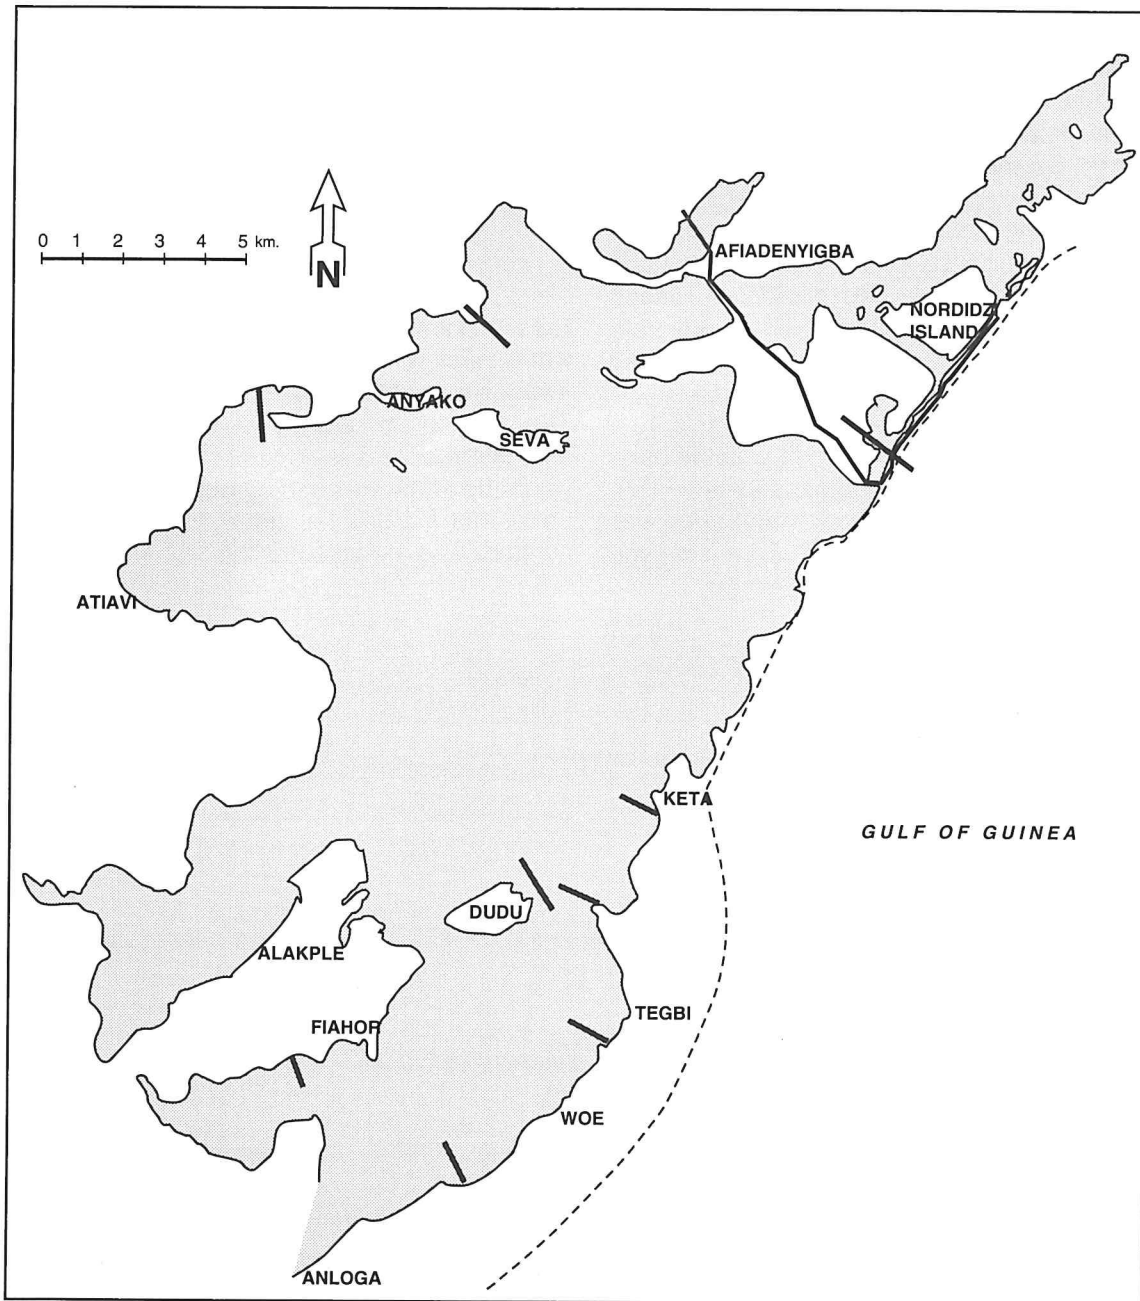 AFIADENYIGBA
0 1 2 3 4 5 km.
N
NORDIDZI
ISLAND
ANYAKO
SEVA
ATIAVI
KETA
GULF OF GUINEA
DUDU
ALAKPLE
TEGBI
FIAHOR
WOE
ANLOGA